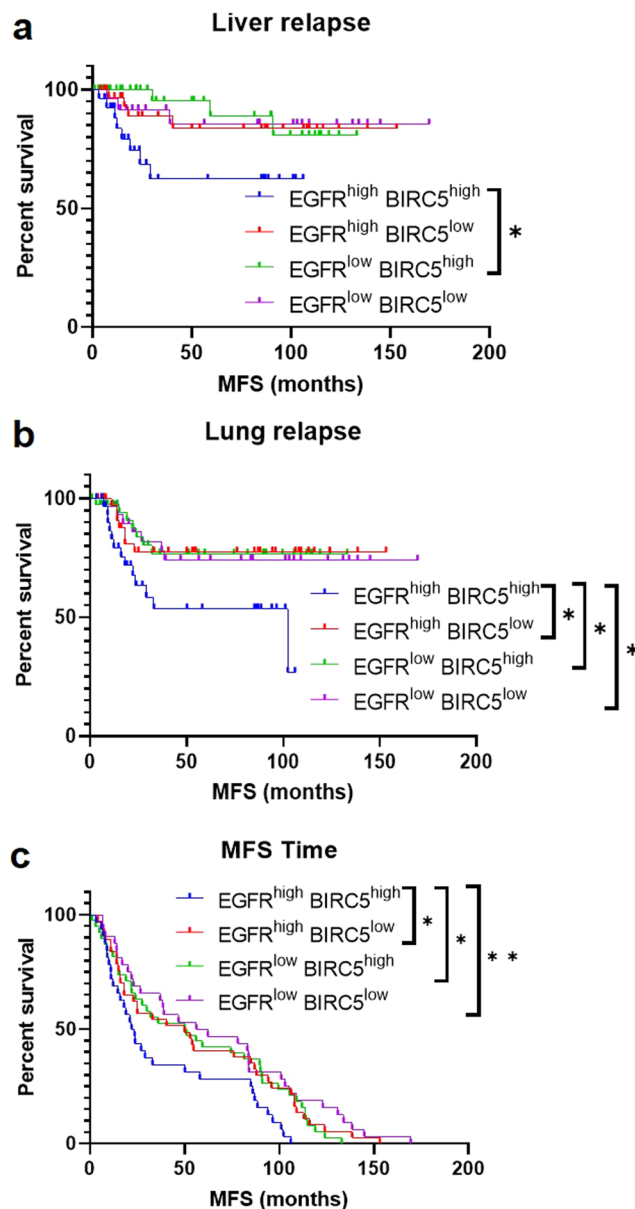 a
Liver relapse
Percent survival
100
50
0
0 50 100 150 200
MFS (months)
EGFRhigh BIRC5high
EGFRhigh BIRC5low
EGFRlow BIRC5high
EGFRlow BIRC5low
*
b
Lung relapse
Percent survival
100
50
0
0 50 100 150 200
MFS (months)
EGFRhigh BIRC5high
EGFRhigh BIRC5low
EGFRlow BIRC5high
EGFRlow BIRC5low
* * *
c
MFS Time
Percent survival
100
50
0
0 50 100 150 200
MFS (months)
EGFRhigh BIRC5high
EGFRhigh BIRC5low
EGFRlow BIRC5high
EGFRlow BIRC5low
* * * *